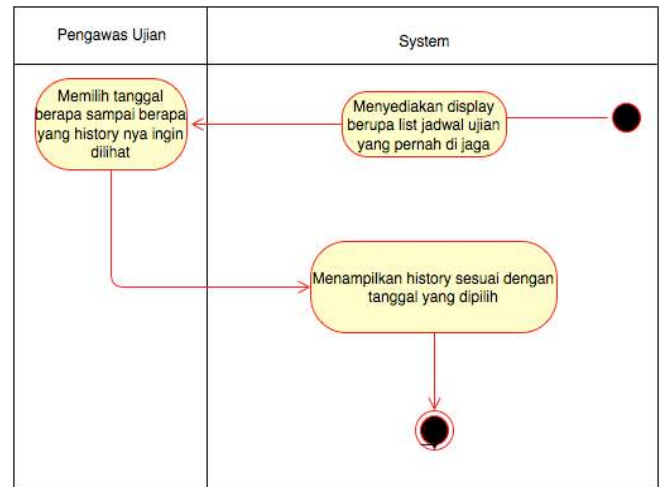 Pengawas Ujian
System
Memilih tanggal
berapa sampai berapa
yang history nya ingin
dilihat
Menyediakan display
berupa list jadwal ujian
yang pernah di jaga
Menampilkan history sesuai dengan
tanggal yang dipilih